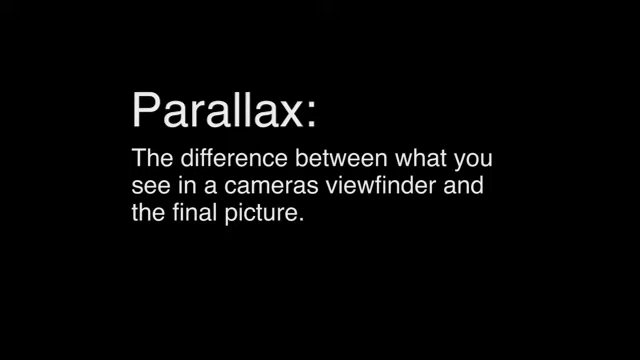 Parallax:
The difference between what you
see in a cameras viewfinder and
the final picture.